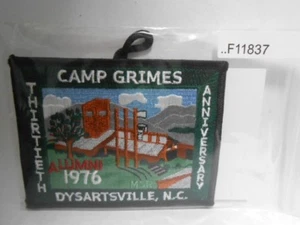 ..F11837
CAMP GRIMES
THIRTIETH
ANNIVERSARY
ALUMNI
1976
DYSARTSVILLE, N.C.